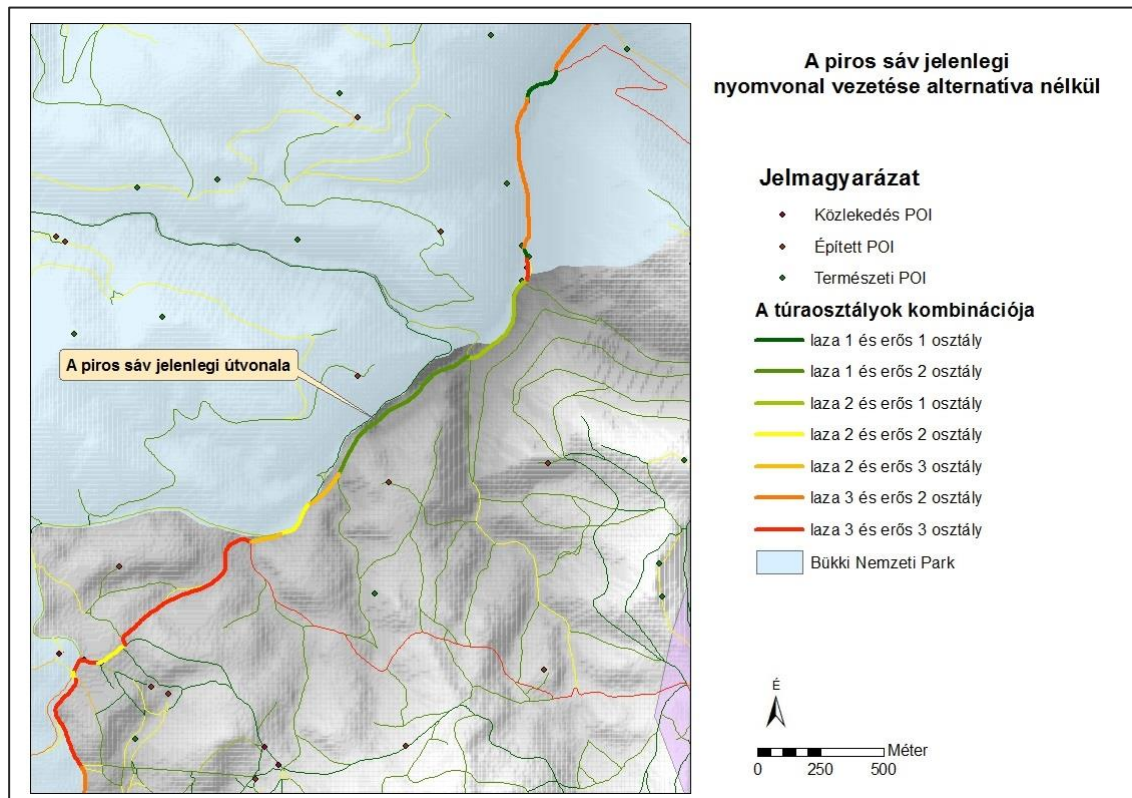 A piros sáv jelenlegi
nyomvonal vezetése alternatíva nélkül
Jelmagyarázat
Közlekedés POI
Épített POI
Természeti POI
A túraosztályok kombinációja
laza 1 és erős 1 osztály
laza 1 és erős 2 osztály
laza 2 és erős 1 osztály
laza 2 és erős 2 osztály
laza 2 és erős 3 osztály
laza 3 és erős 2 osztály
laza 3 és erős 3 osztály
Bükki Nemzeti Park
A piros sáv jelenlegi útvonala
É
Méter
0 250 500